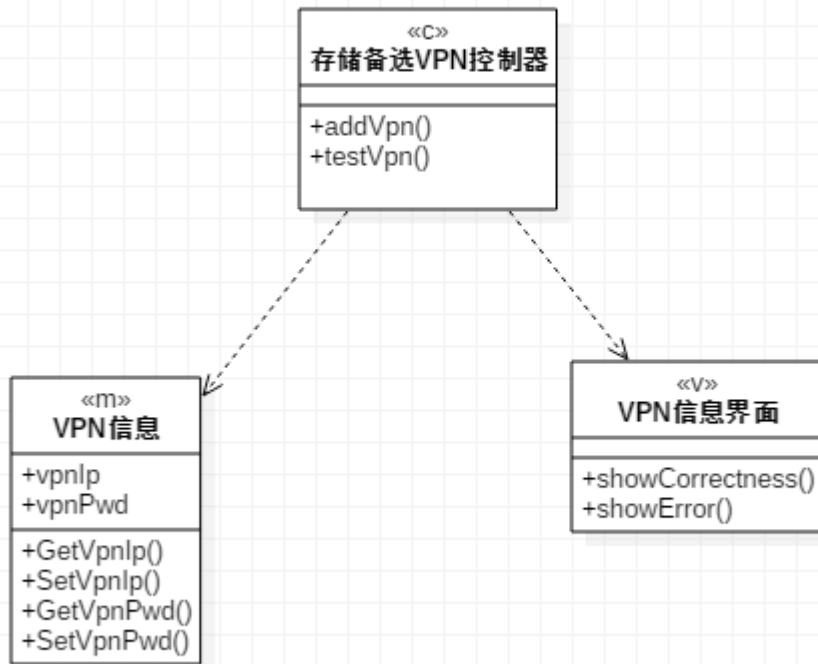 «c»
存储备选VPN控制器
+addVpn()
+testVpn()
«m»
VPN信息
+vpnIp
+vpnPwd
+GetVpnIp()
+SetVpnIp()
+GetVpnPwd()
+SetVpnPwd()
«v»
VPN信息界面
+showCorrectness()
+showError()